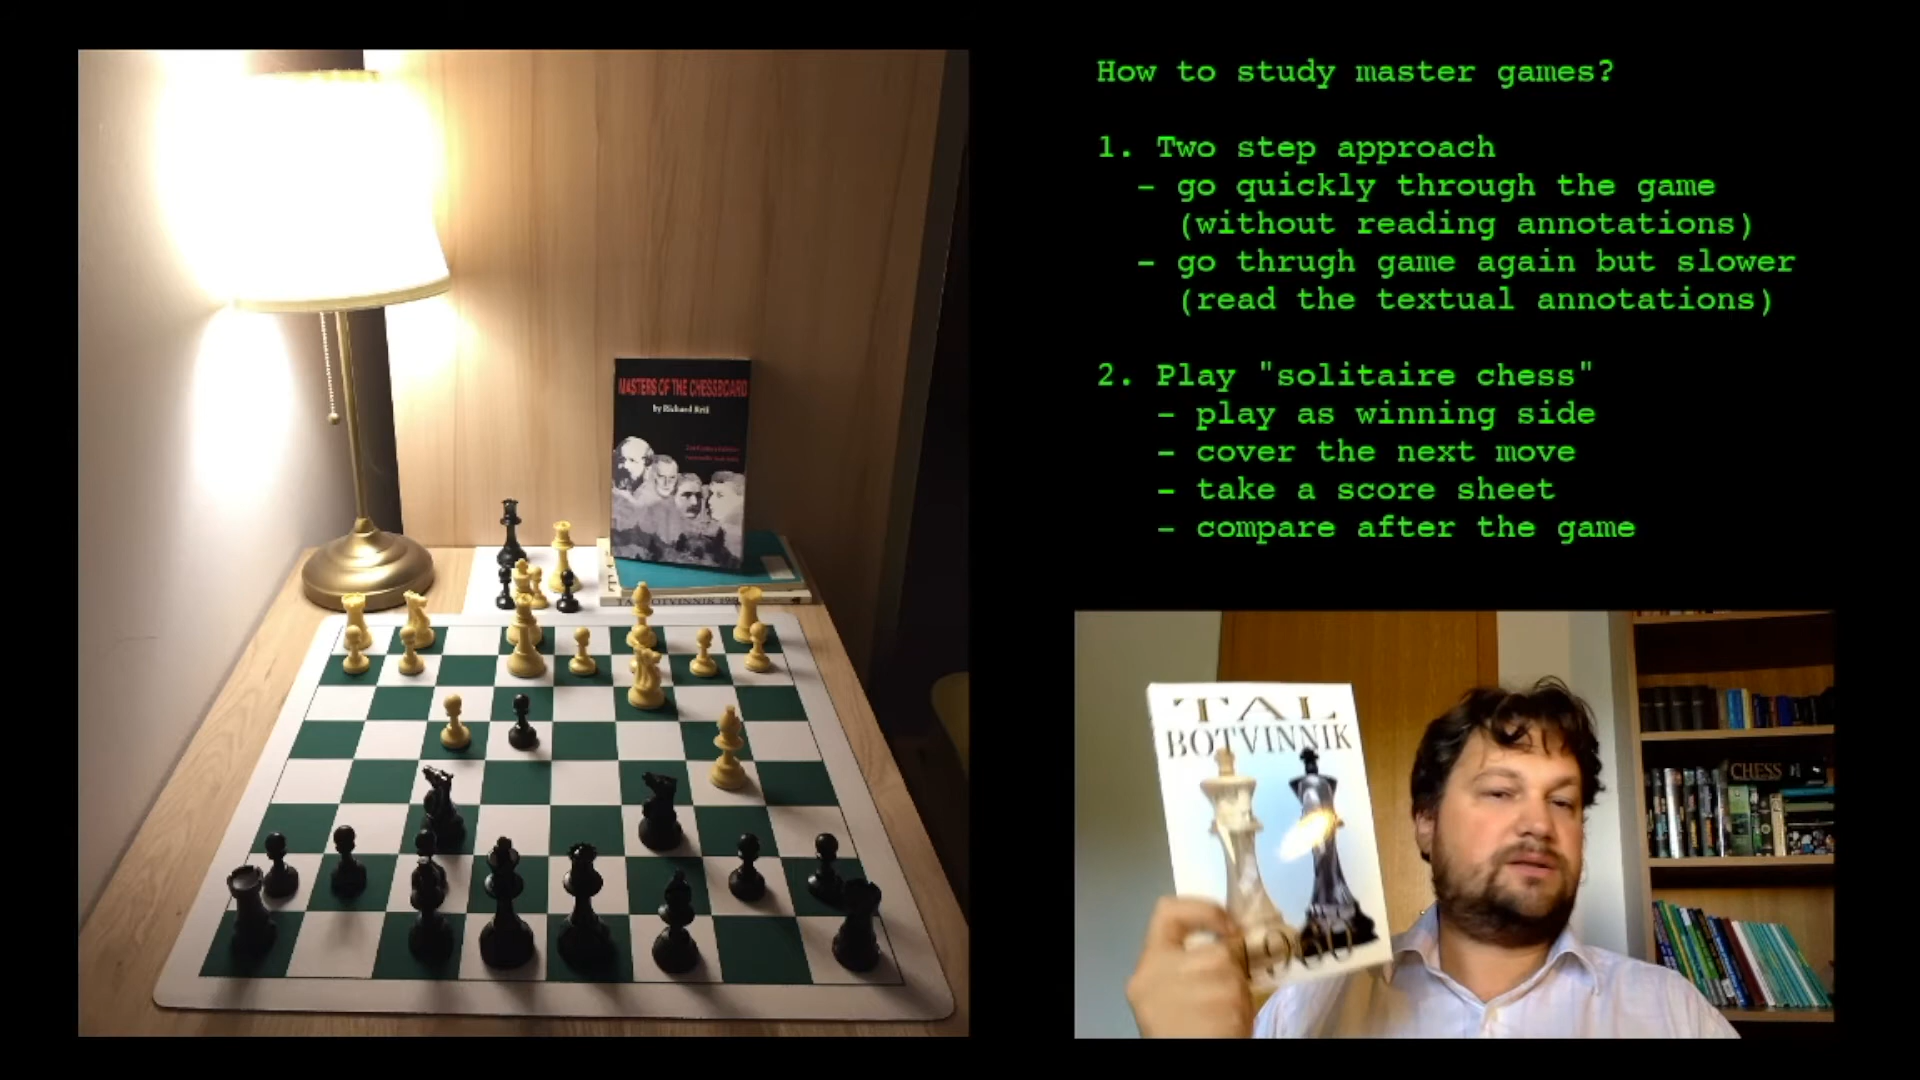 How to study master games?
1. Two step approach
- go quickly through the game
(without reading annotations)
- go thrugh game again but slower
(read the textual annotations)
2. Play "solitaire chess"
- play as winning side
- cover the next move
- take a score sheet
- compare after the game
MASTERS OF THE CHESSBOARD
by Richard Reti
TAL
BOTVINNIK
1960
CHESS